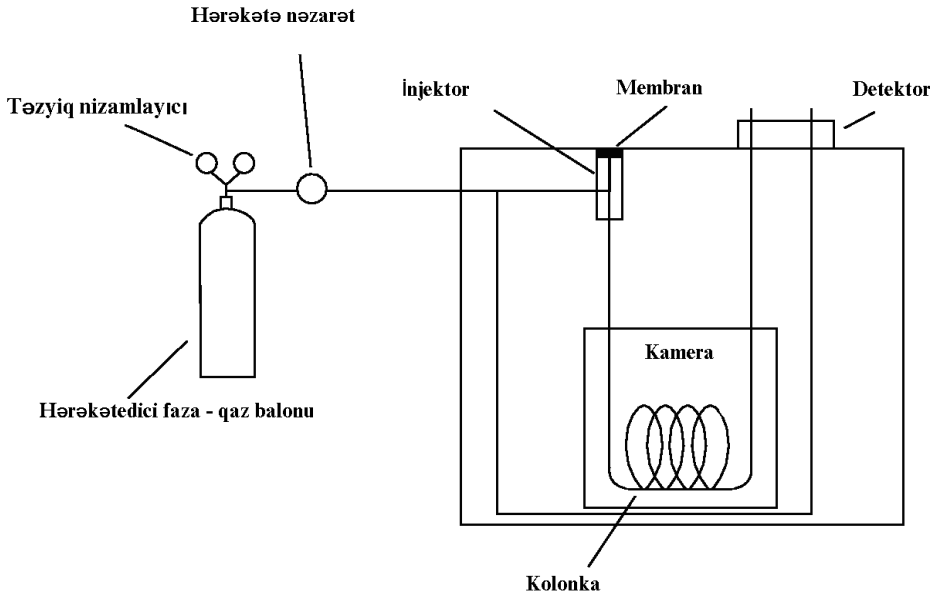 Hərəkətə nəzarət
Təzyiq nizamlayıcı
İnjektor
Membran
Detektor
Kamera
Hərəkətedici faza - qaz balonu
Kolonka